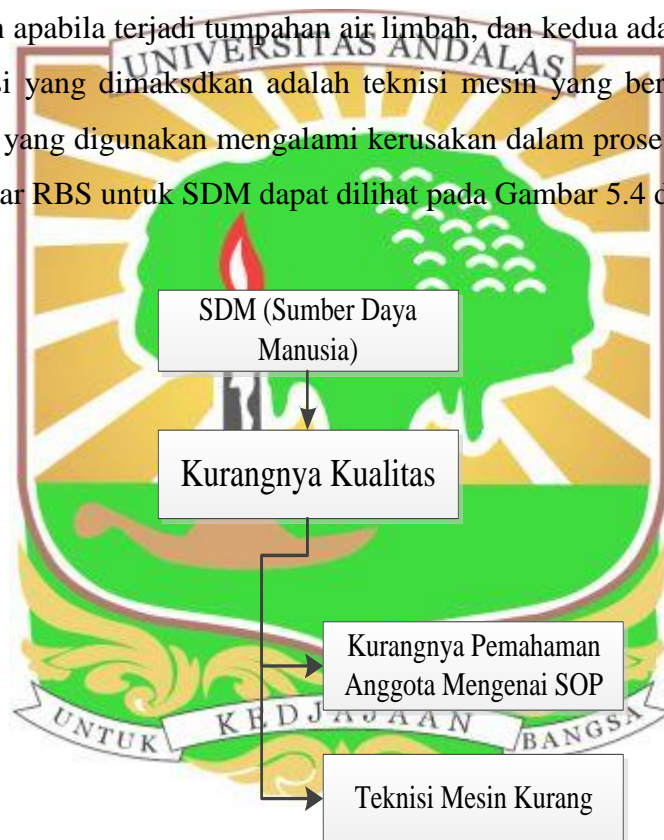 apabila terjadi tumpahan air limbah, dan kedua ada
UNIVERSITAS ANDALAS
yang dimaksdkan adalah teknisi mesin yang ber
yang digunakan mengalami kerusakan dalam prose
RBS untuk SDM dapat dilihat pada Gambar 5.4 d
SDM (Sumber Daya
Manusia)
Kurangnya Kualitas
Kurangnya Pemahaman
Anggota Mengenai SOP
UNTUK KEDJAJAAN BANGSA
Teknisi Mesin Kurang